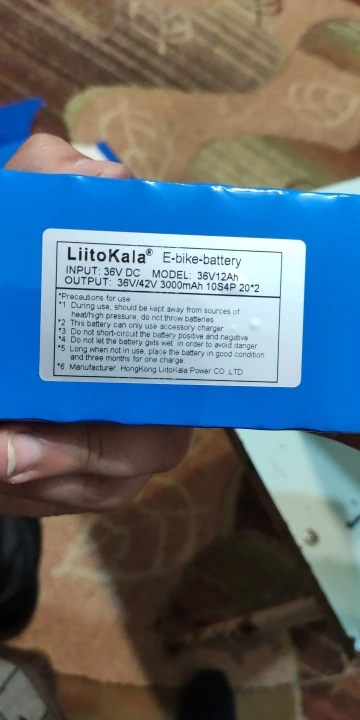 LiitoKala® E-bike-battery
INPUT: 36V DC MODEL: 36V12Ah
OUTPUT: 36V/42V 3000mAh 10S4P 20*2
*Precautions for use
*1 During use, should be kept away from sources of
heat/high pressure, do not throw batteries
*2 This battery can only use accessory charger
*3 Do not short-circuit the battery positive and negative
*4 Do not let the battery gets wet in order to avoid danger
*5 Long when not in use, place the battery in good condition
and three months for one charge
*6 Manufacturer: HongKong LiitoKala Power CO.,LTD